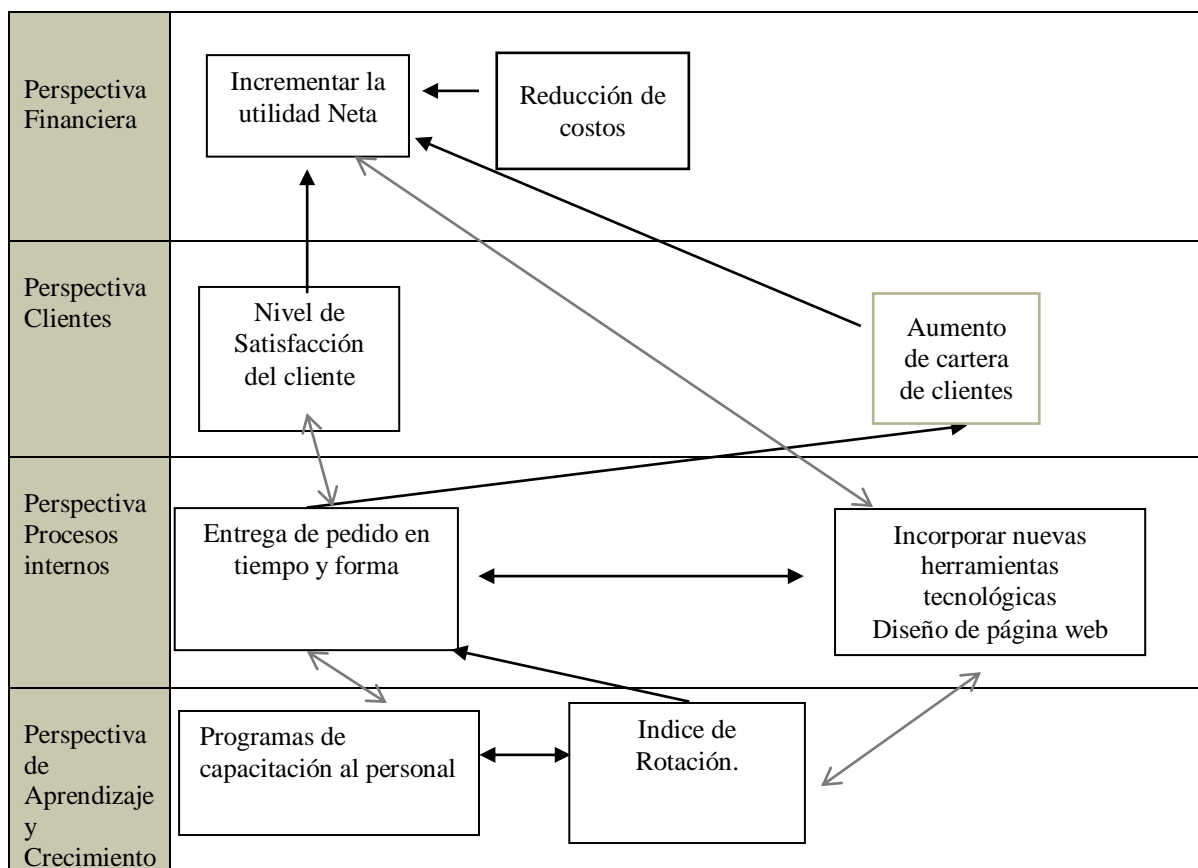 Perspectiva
Financiera
Incrementar la
utilidad Neta
Reducción de
costos
Perspectiva
Clientes
Nivel de
Satisfacción
del cliente
Aumento
de cartera
de clientes
Perspectiva
Procesos
internos
Entrega de pedido en
tiempo y forma
Incorporar nuevas
herramientas
tecnológicas
Diseño de página web
Perspectiva
de
Aprendizaje
y
Crecimiento
Programas de
capacitación al personal
Indice de
Rotación.